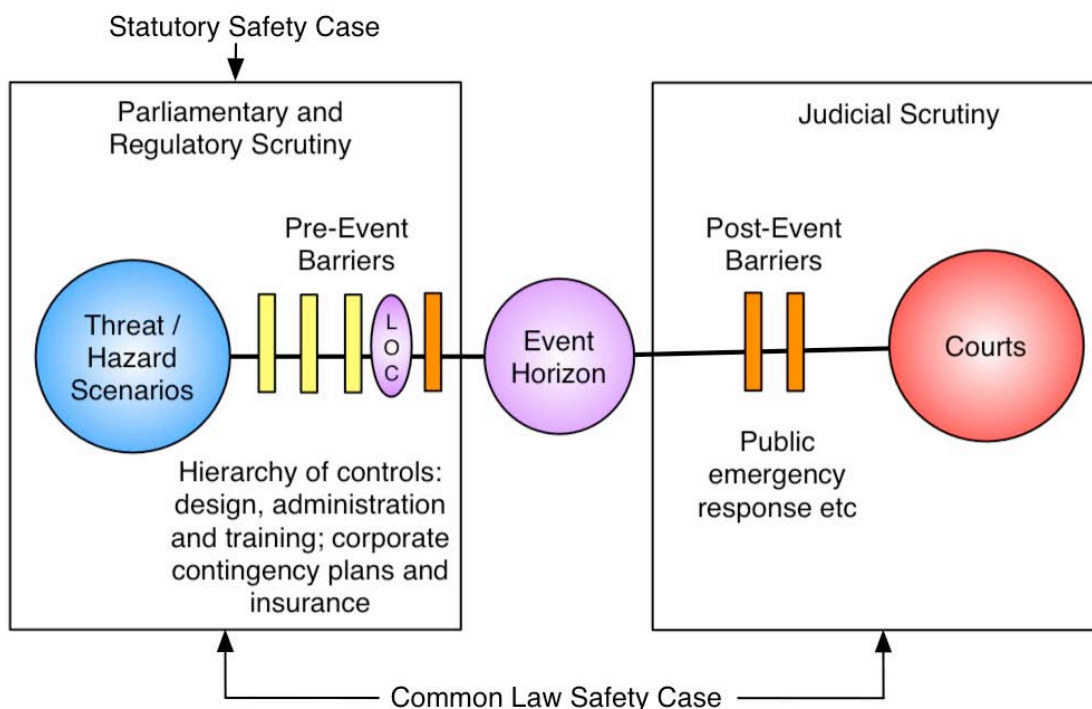 Statutory Safety Case
Parliamentary and
Regulatory Scrutiny
Judicial Scrutiny
Pre-Event
Barriers
Post-Event
Barriers
Threat /
Hazard
Scenarios
L
O
C
Event
Horizon
Courts
Hierarchy of controls:
design, administration
and training; corporate
contingency plans and
insurance
Public
emergency
response etc
Common Law Safety Case